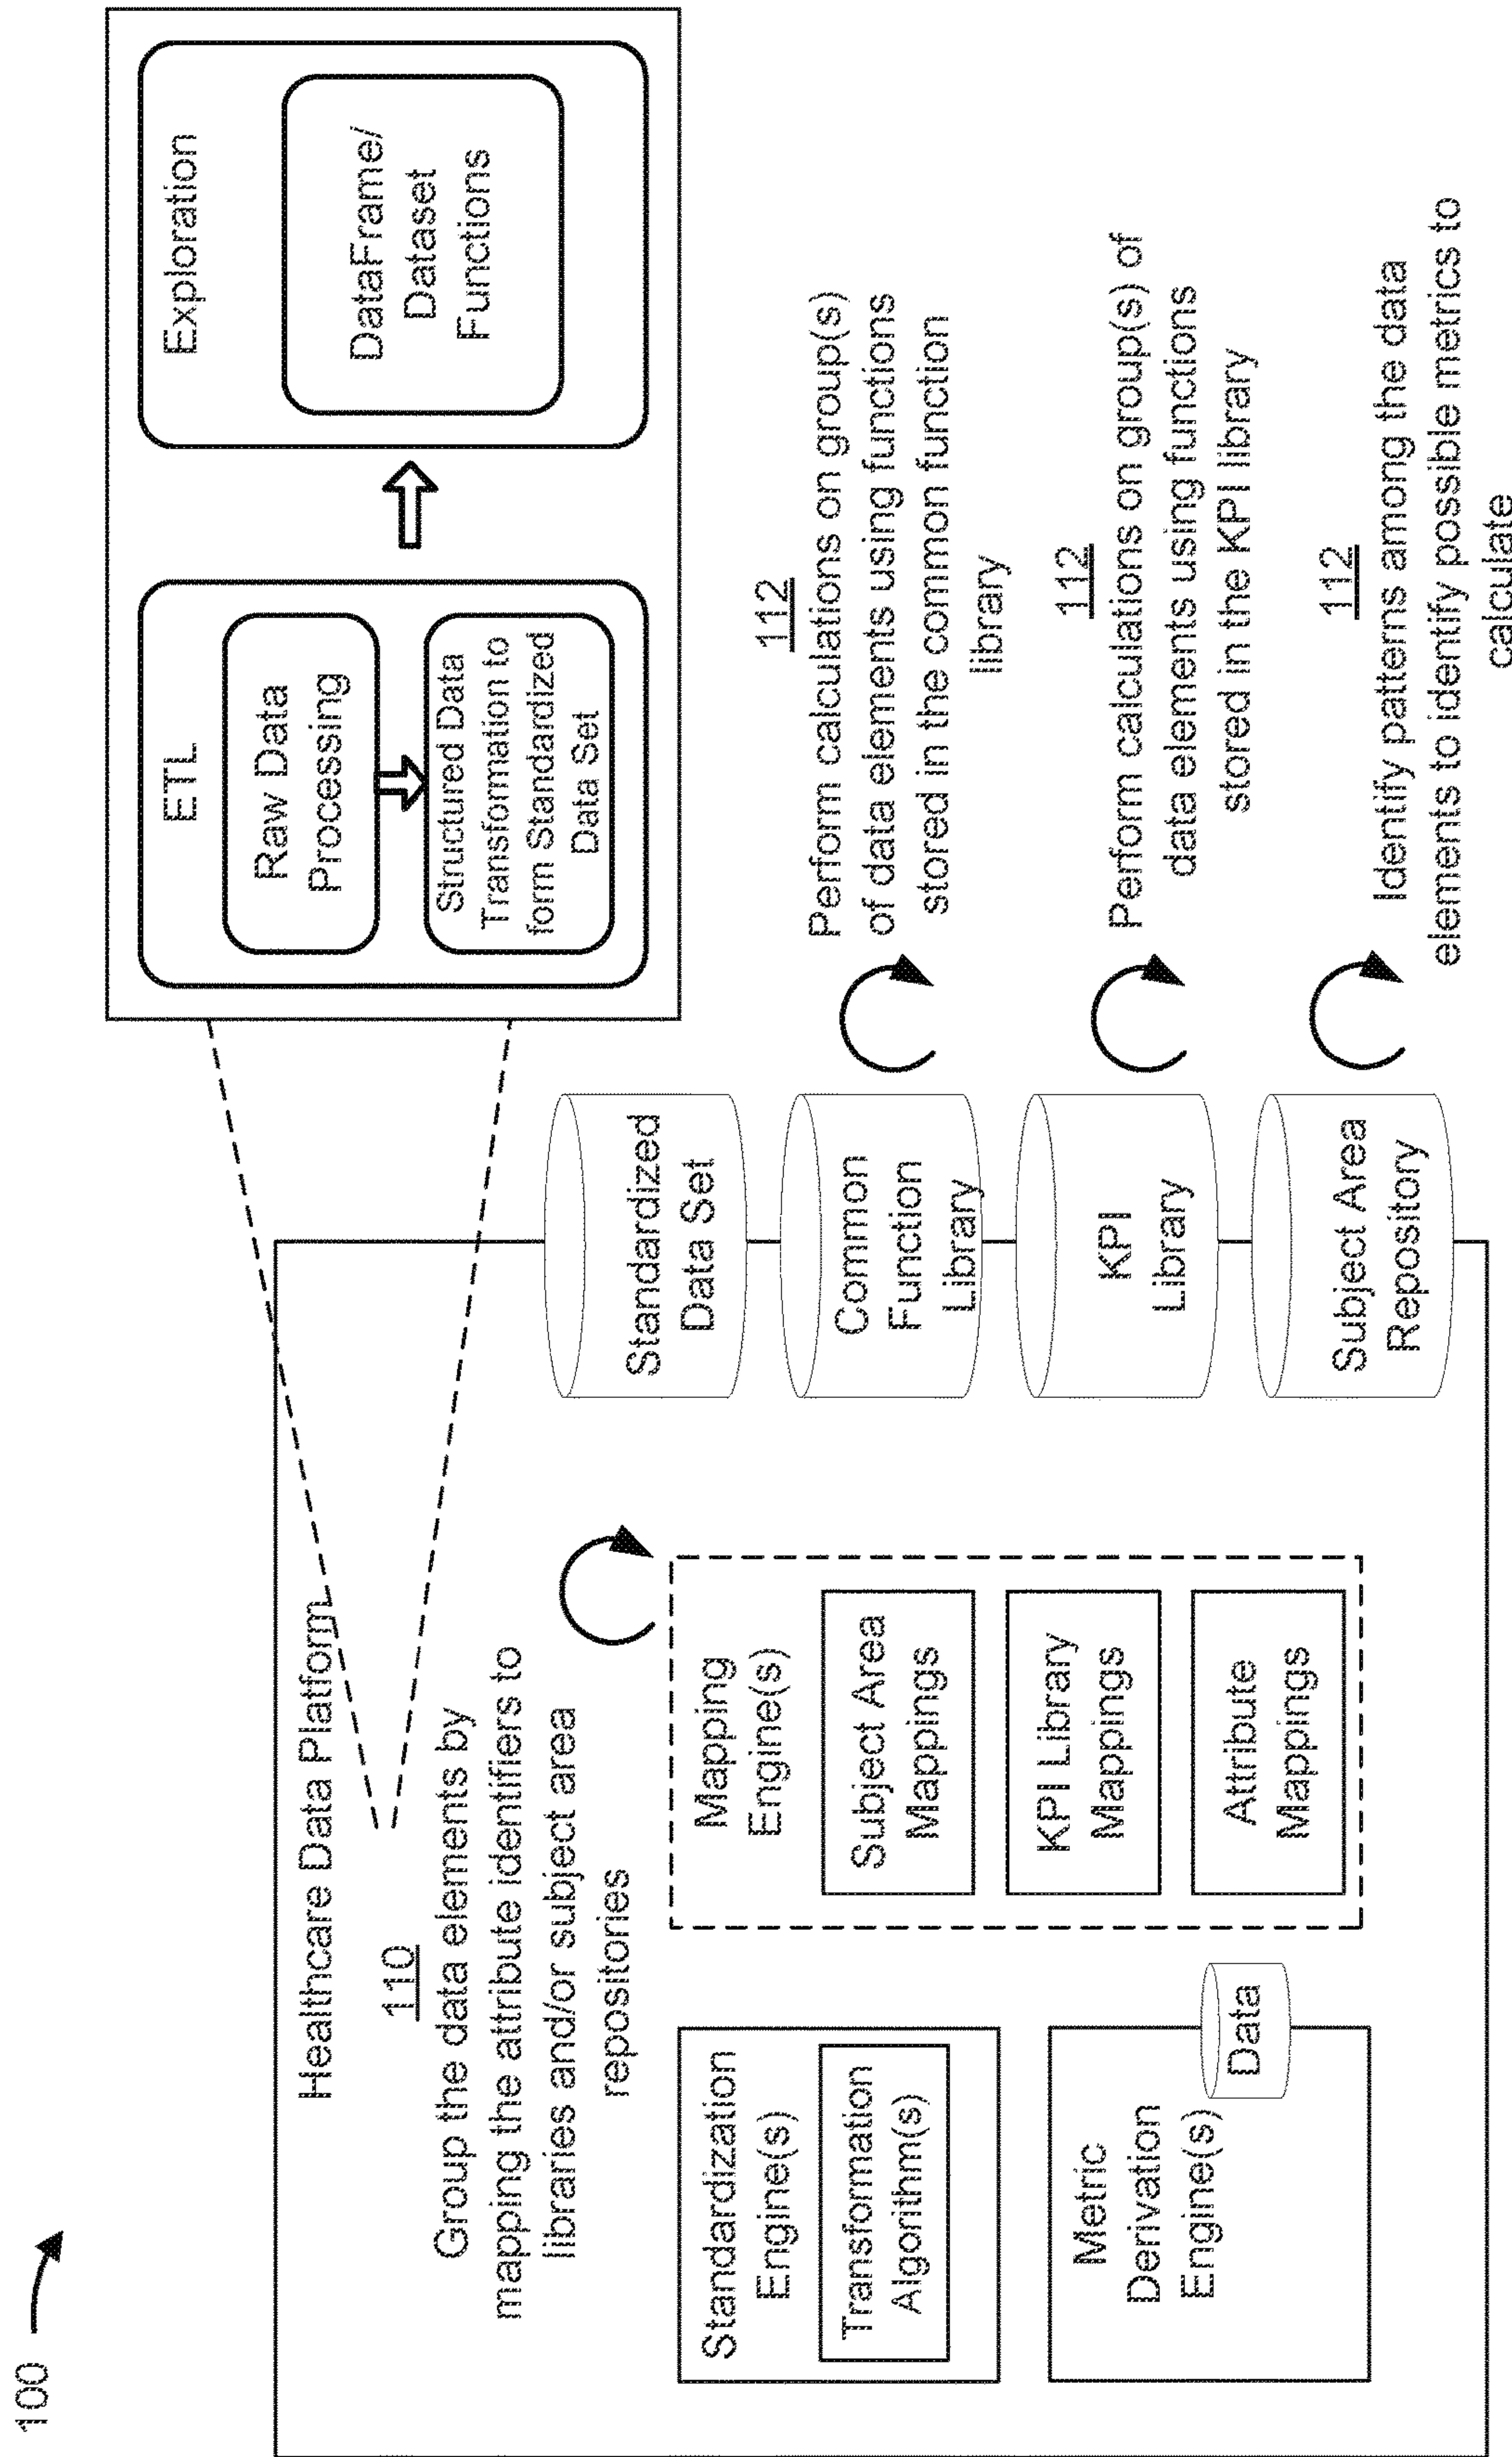 100
Healthcare Data Platform
110
Group the data elements by
mapping the attribute identifiers to
libraries and/or subject area
repositories
Standardization
Engine(s)
Transformation
Algorithm(s)
Metric
Derivation
Engine(s)
Data
Mapping
Engine(s)
Subject Area
Mappings
KPI Library
Mappings
Attribute
Mappings
Standardized
Data Set
Common
Function
Library
KPI
Library
Subject Area
Repository
ETL
Raw Data
Processing
Structured Data
Transformation to
form Standardized
Data Set
Exploration
DataFrame/
Dataset
Functions
112
Perform calculations on group(s)
of data elements using functions
stored in the common function
library
112
Perform calculations on group(s) of
data elements using functions
stored in the KPI library
112
Identify patterns among the data
elements to identify possible metrics to
calculate